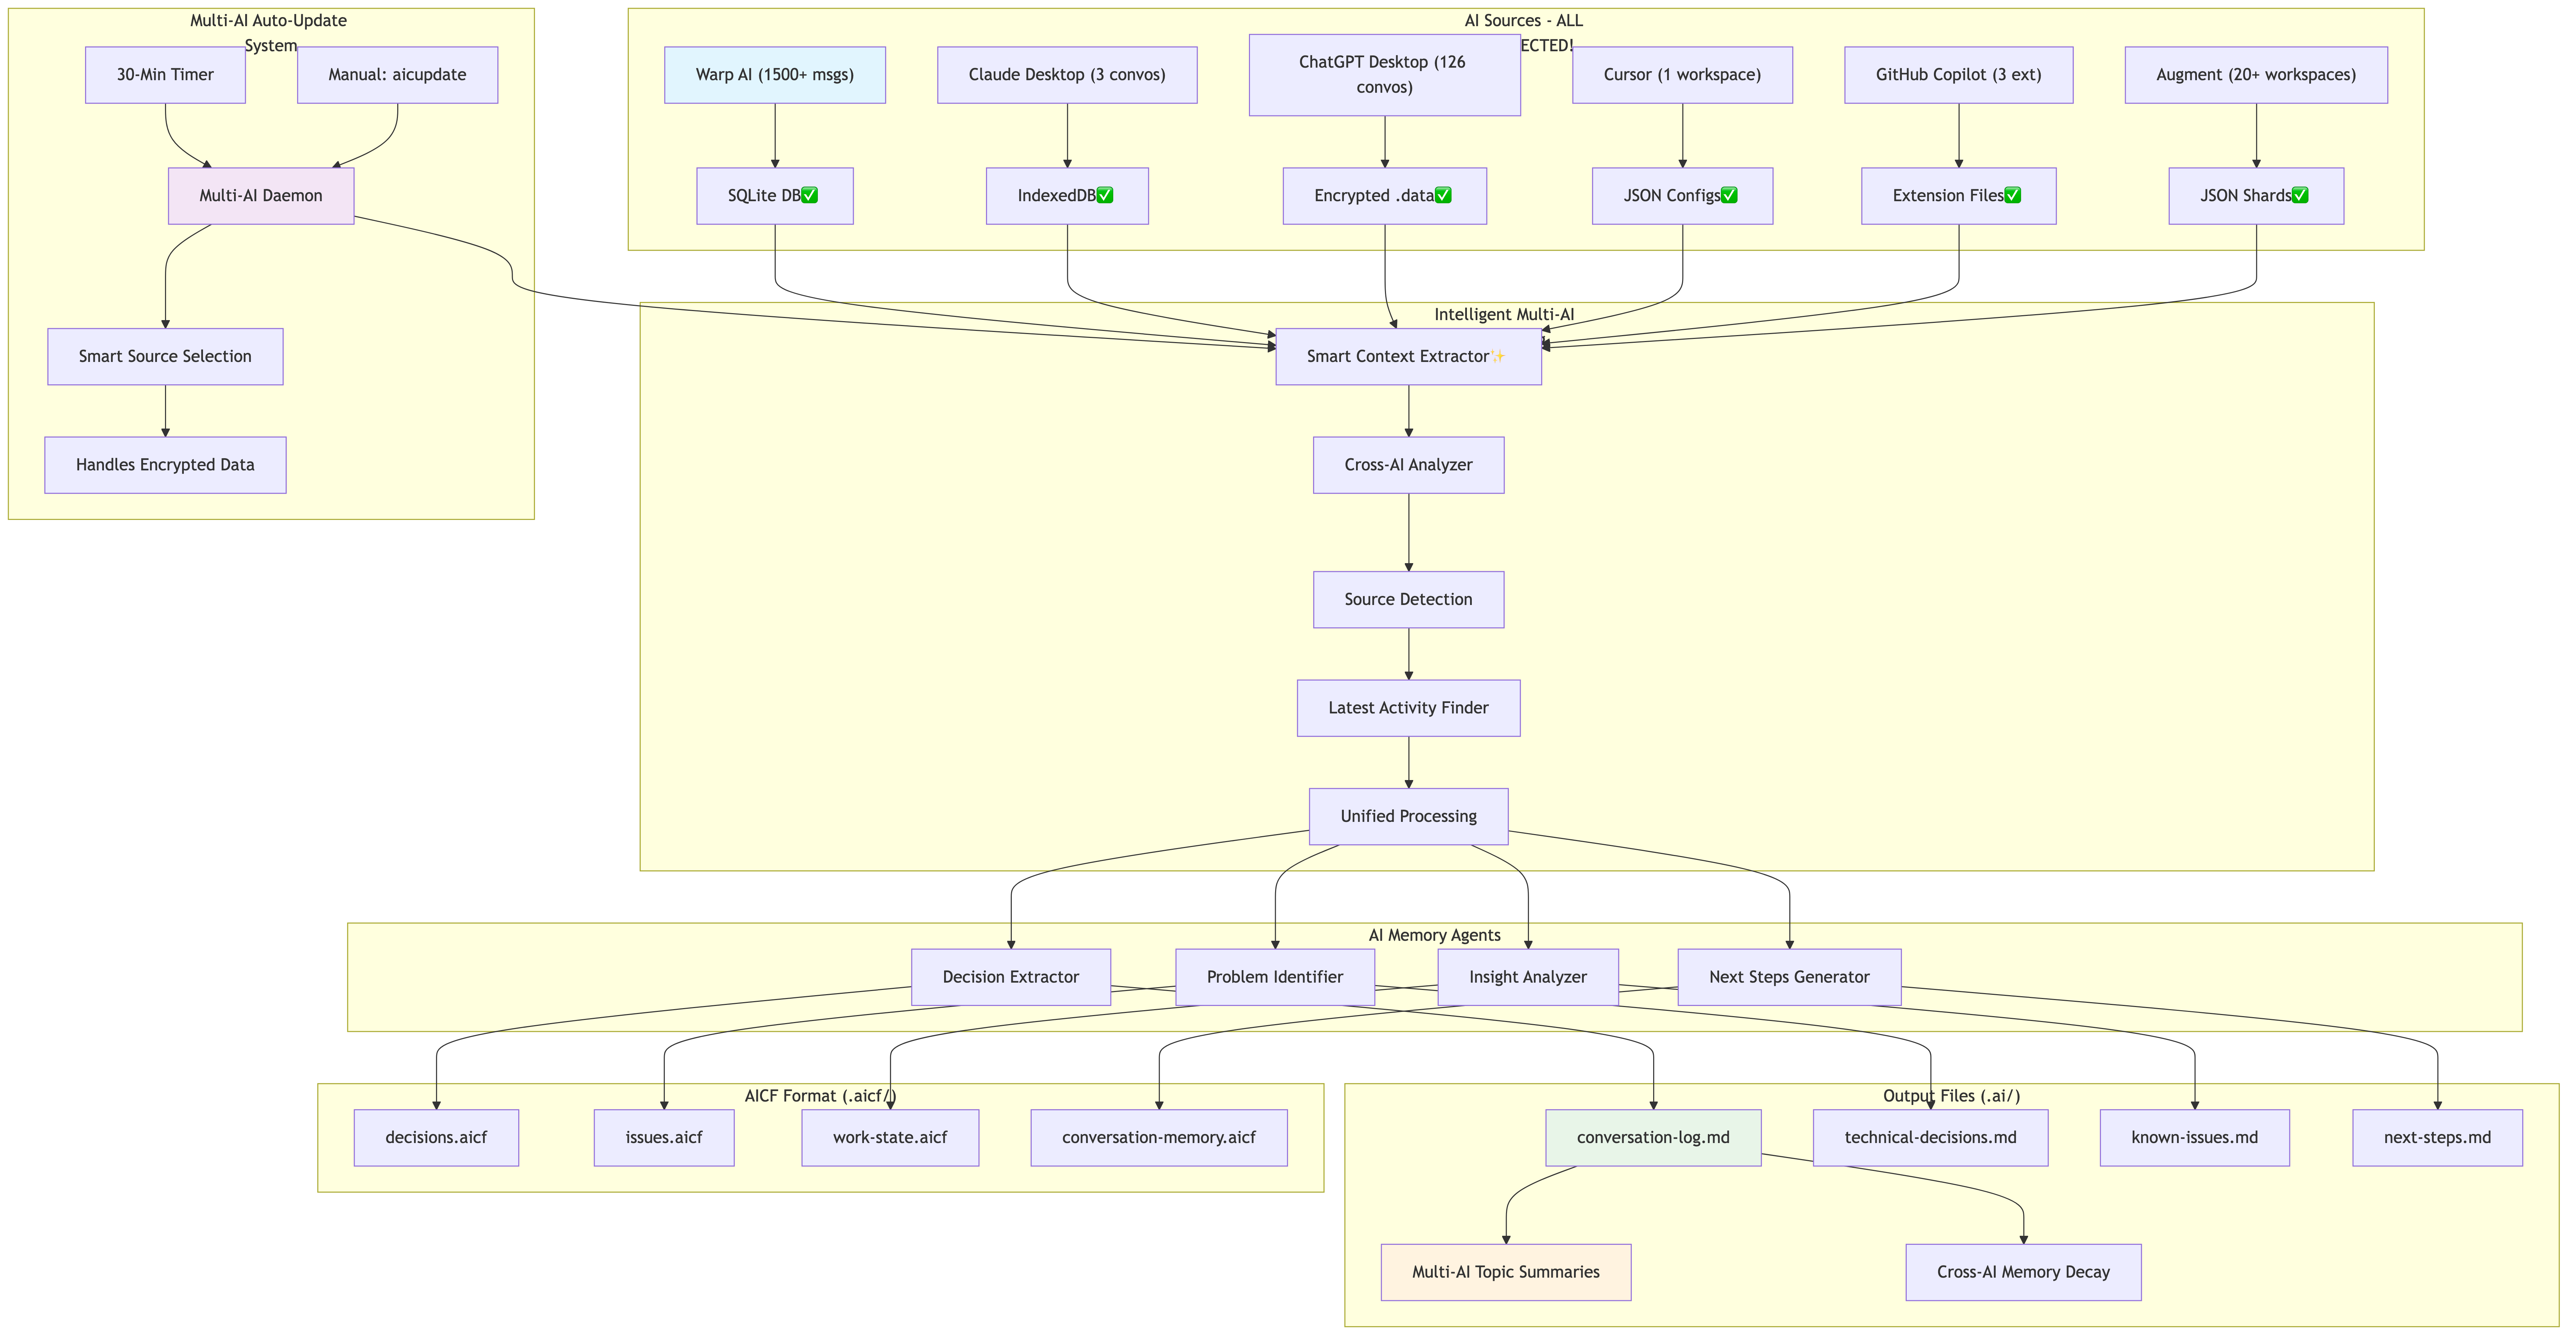 Multi-AI Auto-Update
System
30-Min Timer
Manual: aicupdate
Multi-AI Daemon
Smart Source Selection
Handles Encrypted Data
AI Sources - ALL
ECTED!
Warp AI (1500+ msgs)
Claude Desktop (3 convos)
ChatGPT Desktop (126
convos)
Cursor (1 workspace)
GitHub Copilot (3 ext)
Augment (20+ workspaces)
SQLite DB✅
IndexedDB✅
Encrypted .data✅
JSON Configs✅
Extension Files✅
JSON Shards✅
Intelligent Multi-AI
Smart Context Extractor✨
Cross-AI Analyzer
Source Detection
Latest Activity Finder
Unified Processing
AI Memory Agents
Decision Extractor
Problem Identifier
Insight Analyzer
Next Steps Generator
AICF Format (.aicf/)
decisions.aicf
issues.aicf
work-state.aicf
conversation-memory.aicf
Output Files (.ai/)
conversation-log.md
technical-decisions.md
known-issues.md
next-steps.md
Multi-AI Topic Summaries
Cross-AI Memory Decay